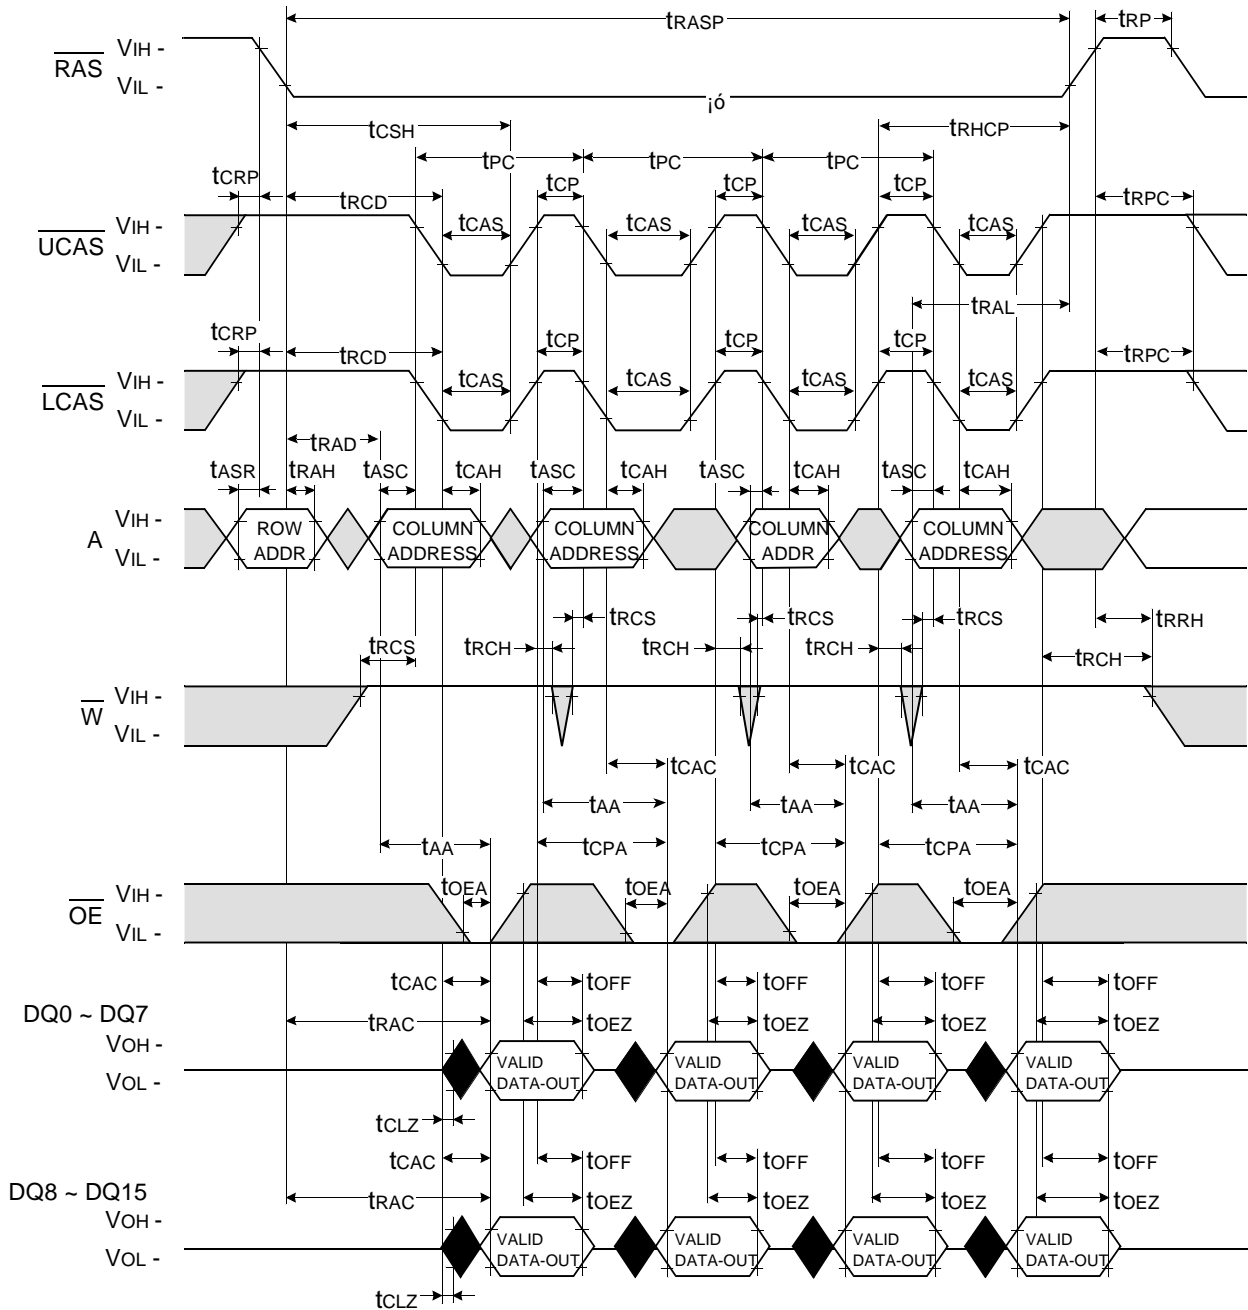 tRASP tRP
RAS VIH -
VIL -
¡ó
tCSH tRHCP
tPC tPC tPC
tCRP tRCD tCP tCP tCP tRPC
UCAS VIH -
VIL -
tCAS tCAS tCAS tCAS
tRAL
tCRP tRCD tCP tCP tCP tRPC
LCAS VIH -
VIL -
tCAS tCAS tCAS tCAS
tRAD
tASR tRAH tASC tCAH tASC tCAH tASC tCAH tASC tCAH
A VIH -
VIL -
ROW
ADDR
COLUMN
ADDRESS
COLUMN
ADDRESS
COLUMN
ADDR
COLUMN
ADDRESS
tRCS tRCS tRCS tRRH
tRCS tRCH tRCH tRCH tRCH
W VIH -
VIL -
tCAC tCAC tCAC
tAA tAA tAA
tAA tCPA tCPA tCPA
tOEA tOEA tOEA tOEA
OE VIH -
VIL -
tCAC tOFF tOFF tOFF tOFF
DQ0 ~ DQ7
tRAC tOEZ tOEZ tOEZ tOEZ
VOH -
VOL -
VALID
DATA-OUT
VALID
DATA-OUT
VALID
DATA-OUT
VALID
DATA-OUT
tCLZ
tCAC tOFF tOFF tOFF tOFF
DQ8 ~ DQ15
tRAC tOEZ tOEZ tOEZ tOEZ
VOH -
VOL -
VALID
DATA-OUT
VALID
DATA-OUT
VALID
DATA-OUT
VALID
DATA-OUT
tCLZ